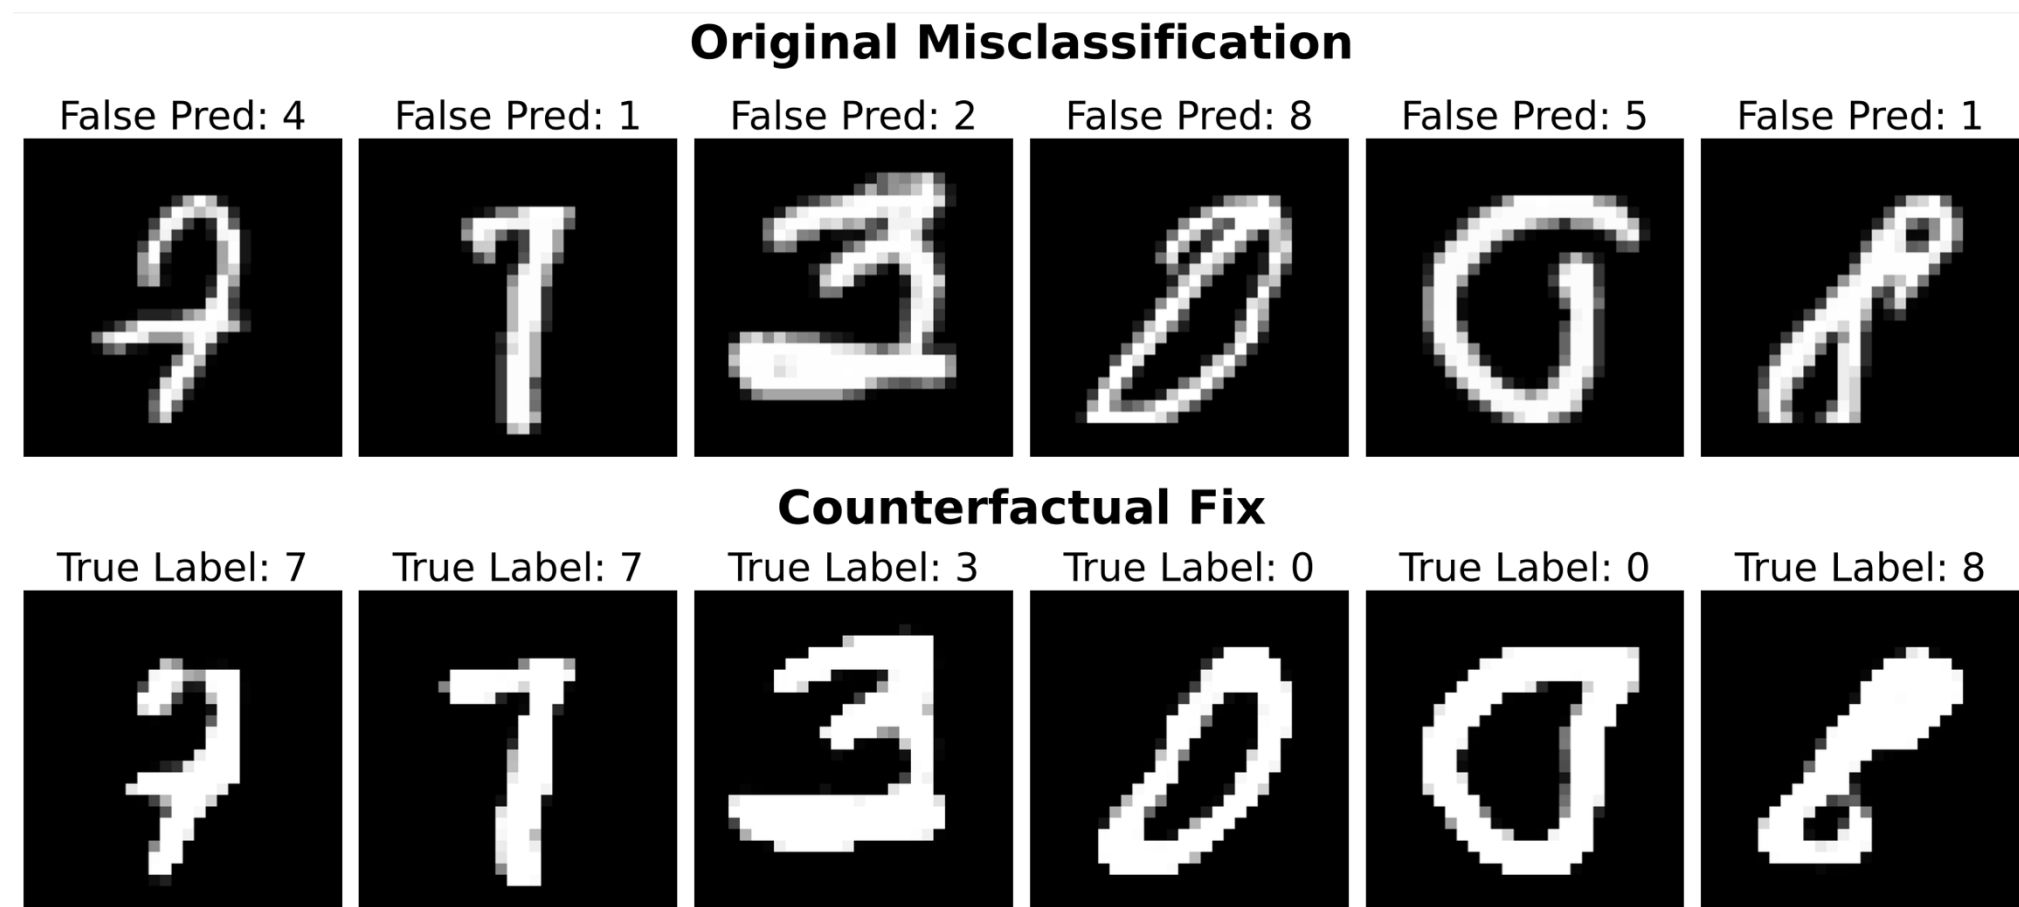 Original Misclassification
False Pred: 4 False Pred: 1 False Pred: 2 False Pred: 8 False Pred: 5 False Pred: 1
Counterfactual Fix
True Label: 7 True Label: 7 True Label: 3 True Label: 0 True Label: 0 True Label: 8